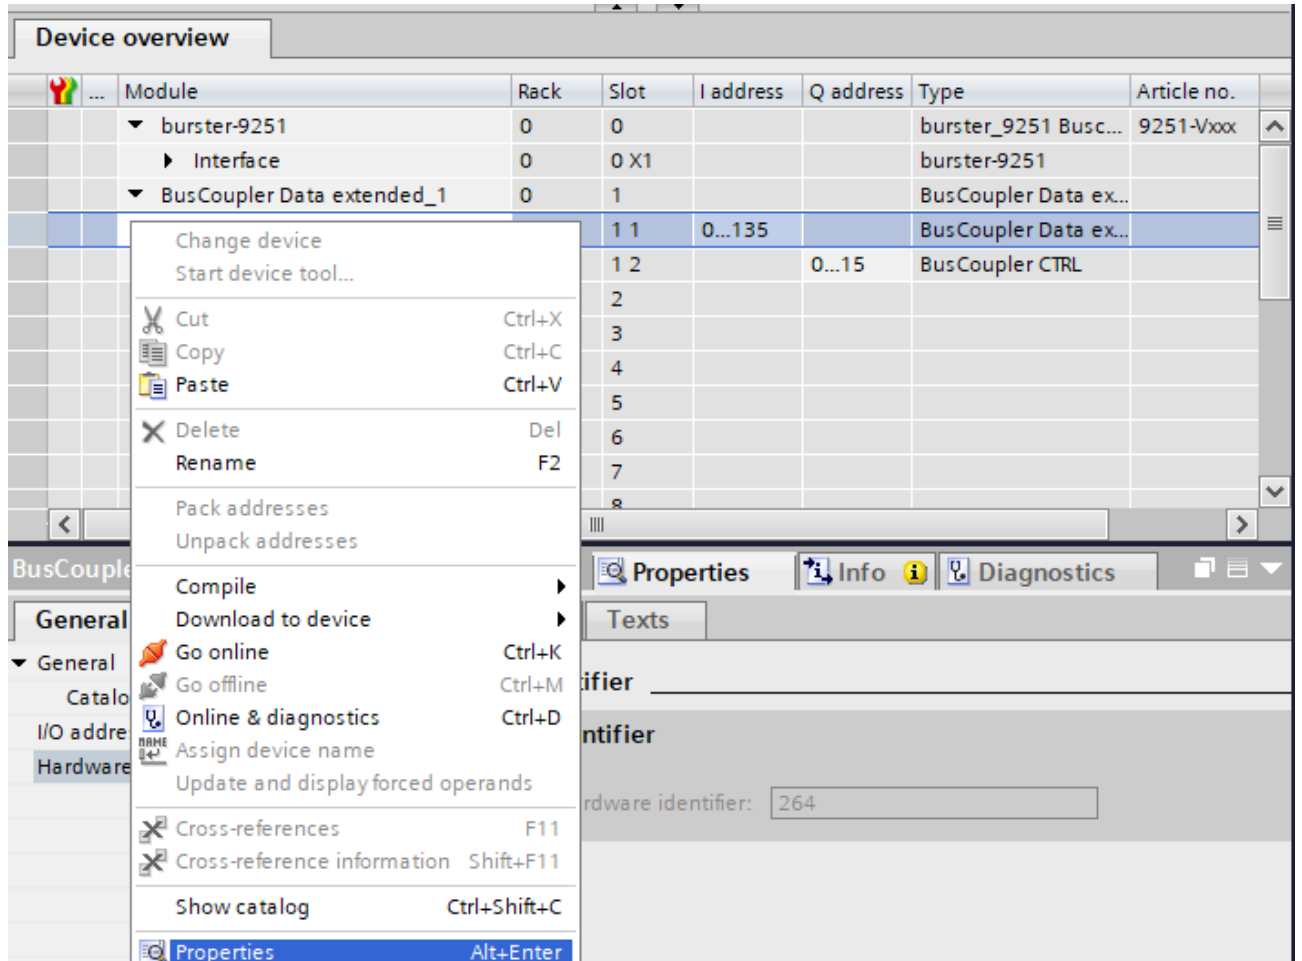 Device overview
... Module Rack Slot I address Q address Type Article no.
burster-9251 0 0 burster_9251 Busc... 9251-Vxxx
Interface 0 0 X1 burster-9251
BusCoupler Data extended_1 0 1 BusCoupler Data ex...
1 1 0...135 BusCoupler Data ex...
1 2 0...15 BusCoupler CTRL
2
3
4
5
6
7
8
Change device
Start device tool...
Cut Ctrl+X
Copy Ctrl+C
Paste Ctrl+V
Delete Del
Rename F2
Pack addresses
Unpack addresses
Compile
Download to device
Go online Ctrl+K
Go offline Ctrl+M
Online & diagnostics Ctrl+D
NAME Assign device name
Update and display forced operands
Cross-references F11
Cross-reference information Shift+F11
Show catalog Ctrl+Shift+C
Properties Alt+Enter
BusCouple
Properties Info Diagnostics
General Texts
General
Catalo
I/O addre
Hardware
tifier
ntifier
rdware identifier: 264